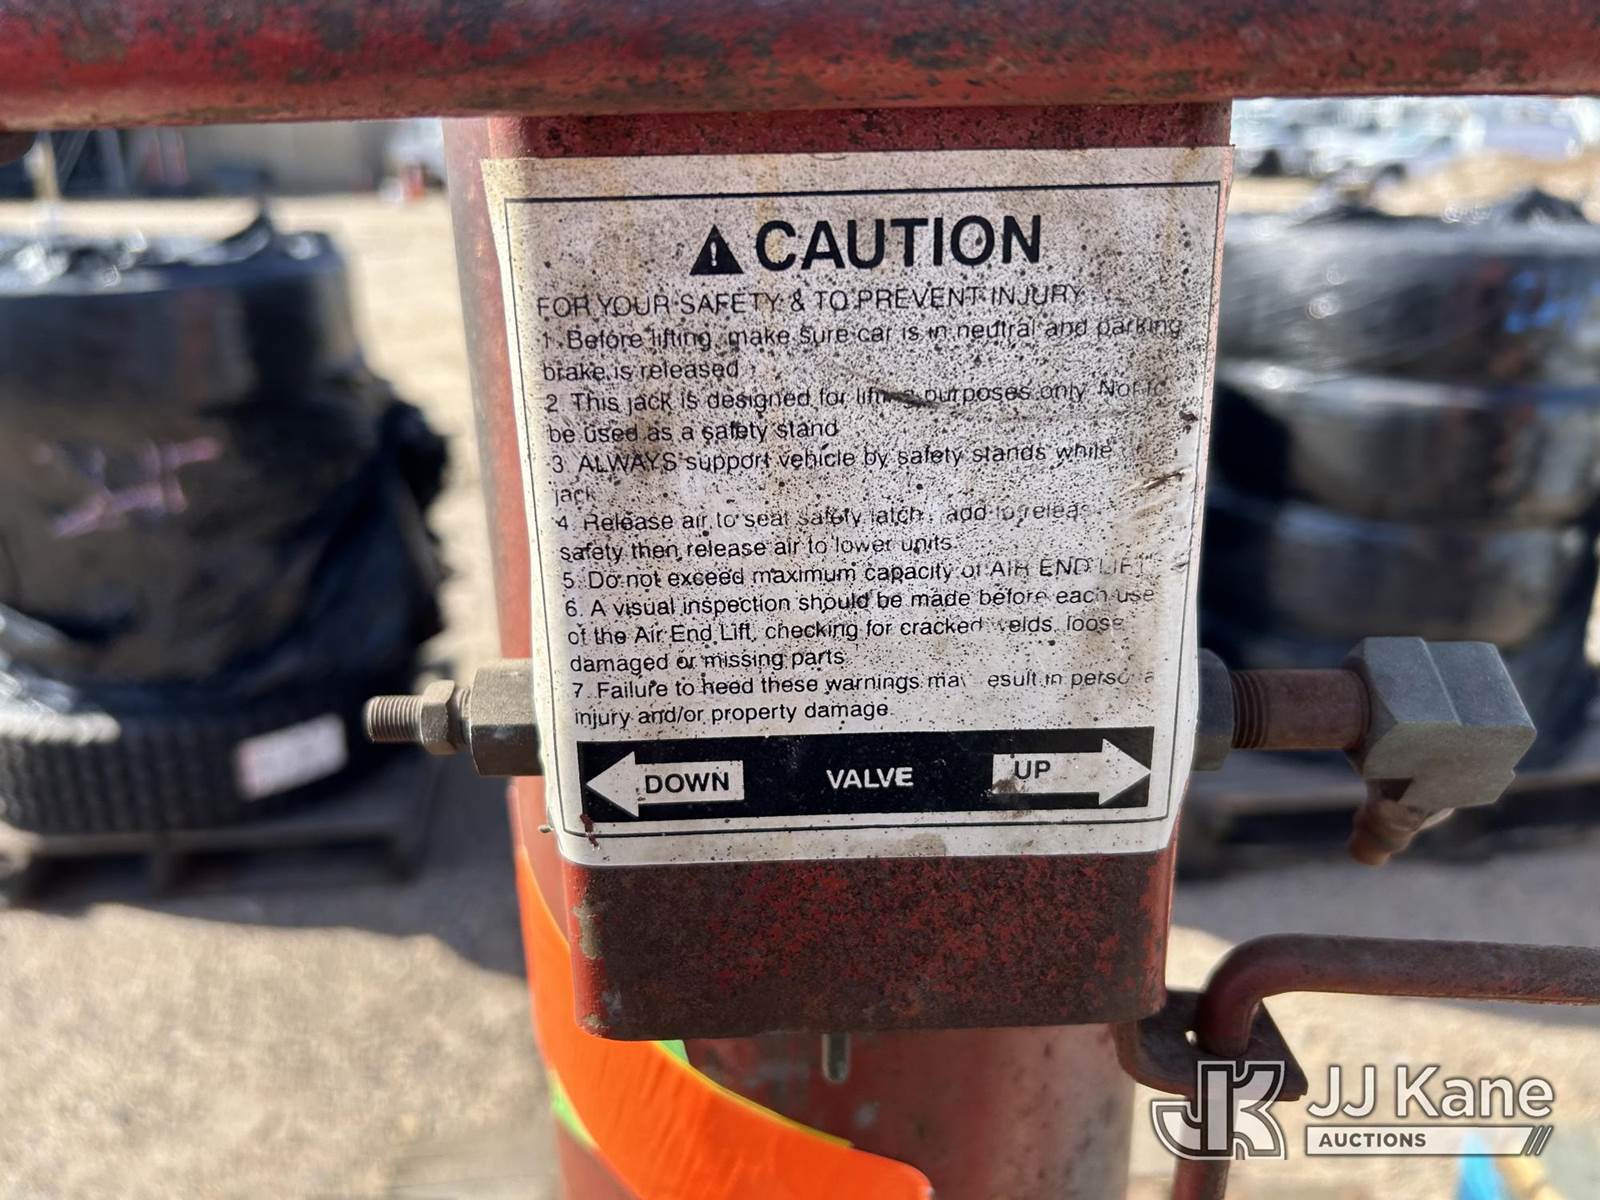 CAUTION
FOR YOUR SAFETY & TO PREVENT INJURY
1. Before lifting, make sure car is in neutral and parking
brake is released
2. This jack is designed for lifting purposes only. Not to
be used as a safety stand
3. ALWAYS support vehicle by safety stands while
jack
4. Release air to seat safety latch, add to release
safety then release air to lower units.
5. Do not exceed maximum capacity of AIR END LIFT
6. A visual inspection should be made before each use
of the Air End Lift, checking for cracked welds, loose
damaged or missing parts
7. Failure to heed these warnings may result in personal
injury and/or property damage
DOWN VALVE UP
JK JJ Kane
AUCTIONS